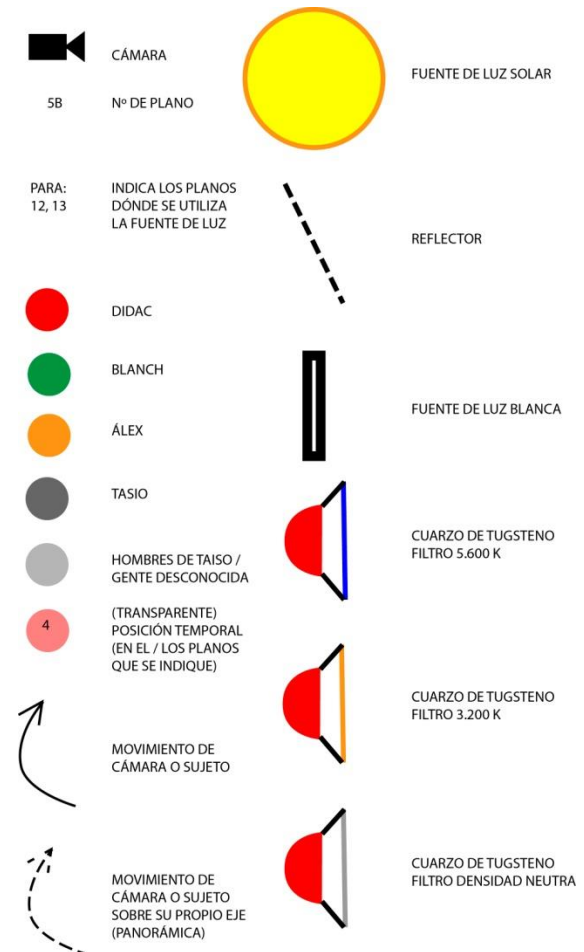 CÁMARA
5B
Nº DE PLANO
PARA:
12, 13
INDICA LOS PLANOS
DÓNDE SE UTILIZA
LA FUENTE DE LUZ
DIDAC
BLANCH
ÁLEX
TASIO
HOMBRES DE TAISO /
GENTE DESCONOCIDA
4
(TRANSPARENTE)
POSICIÓN TEMPORAL
(EN EL / LOS PLANOS
QUE SE INDIQUE)
MOVIMIENTO DE
CÁMARA O SUJETO
MOVIMIENTO DE
CÁMARA O SUJETO
SOBRE SU PROPIO EJE
(PANORÁMICA)
FUENTE DE LUZ SOLAR
REFLECTOR
FUENTE DE LUZ BLANCA
CUARZO DE TUGSTENO
FILTRO 5.600 K
CUARZO DE TUGSTENO
FILTRO 3.200 K
CUARZO DE TUGSTENO
FILTRO DENSIDAD NEUTRA